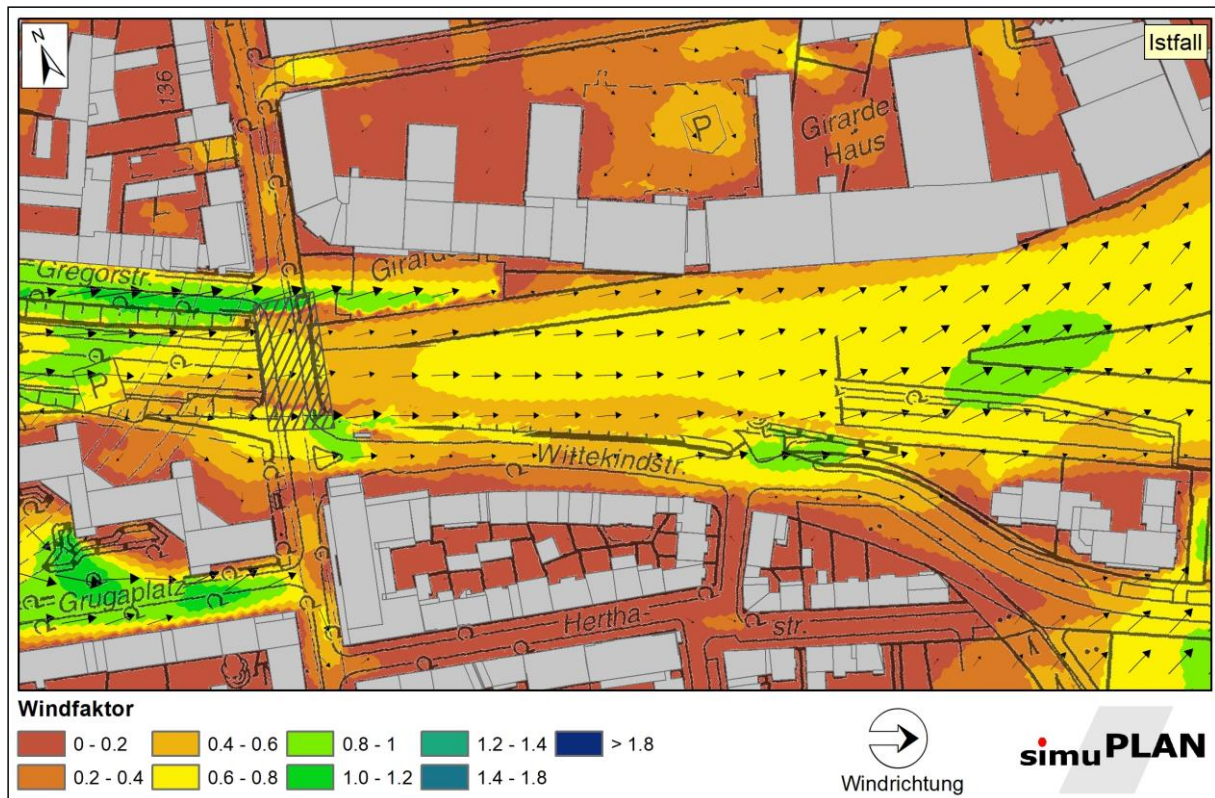 N
Istfall
136
P
Girardet
Haus
Gregorstr.
Girarde
P
Wittekindstr.
Grugaplatz
Hertha-
str.
Windfaktor
0 - 0.2
0.4 - 0.6
0.8 - 1
1.2 - 1.4
> 1.8
0.2 - 0.4
0.6 - 0.8
1.0 - 1.2
1.4 - 1.8
Windrichtung
simuPLAN